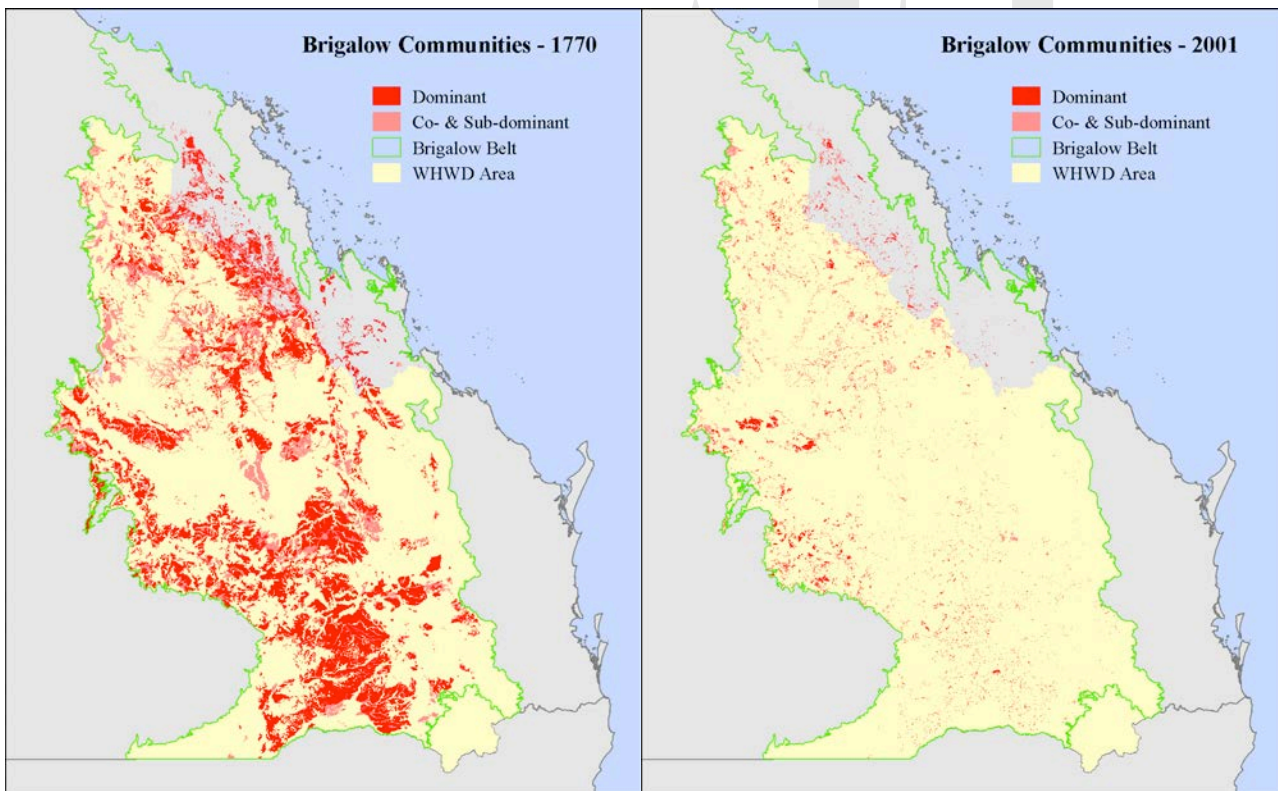 Brigalow Communities - 1770
Dominant
Co- & Sub-dominant
Brigalow Belt
WHWD Area
Brigalow Communities - 2001
Dominant
Co- & Sub-dominant
Brigalow Belt
WHWD Area